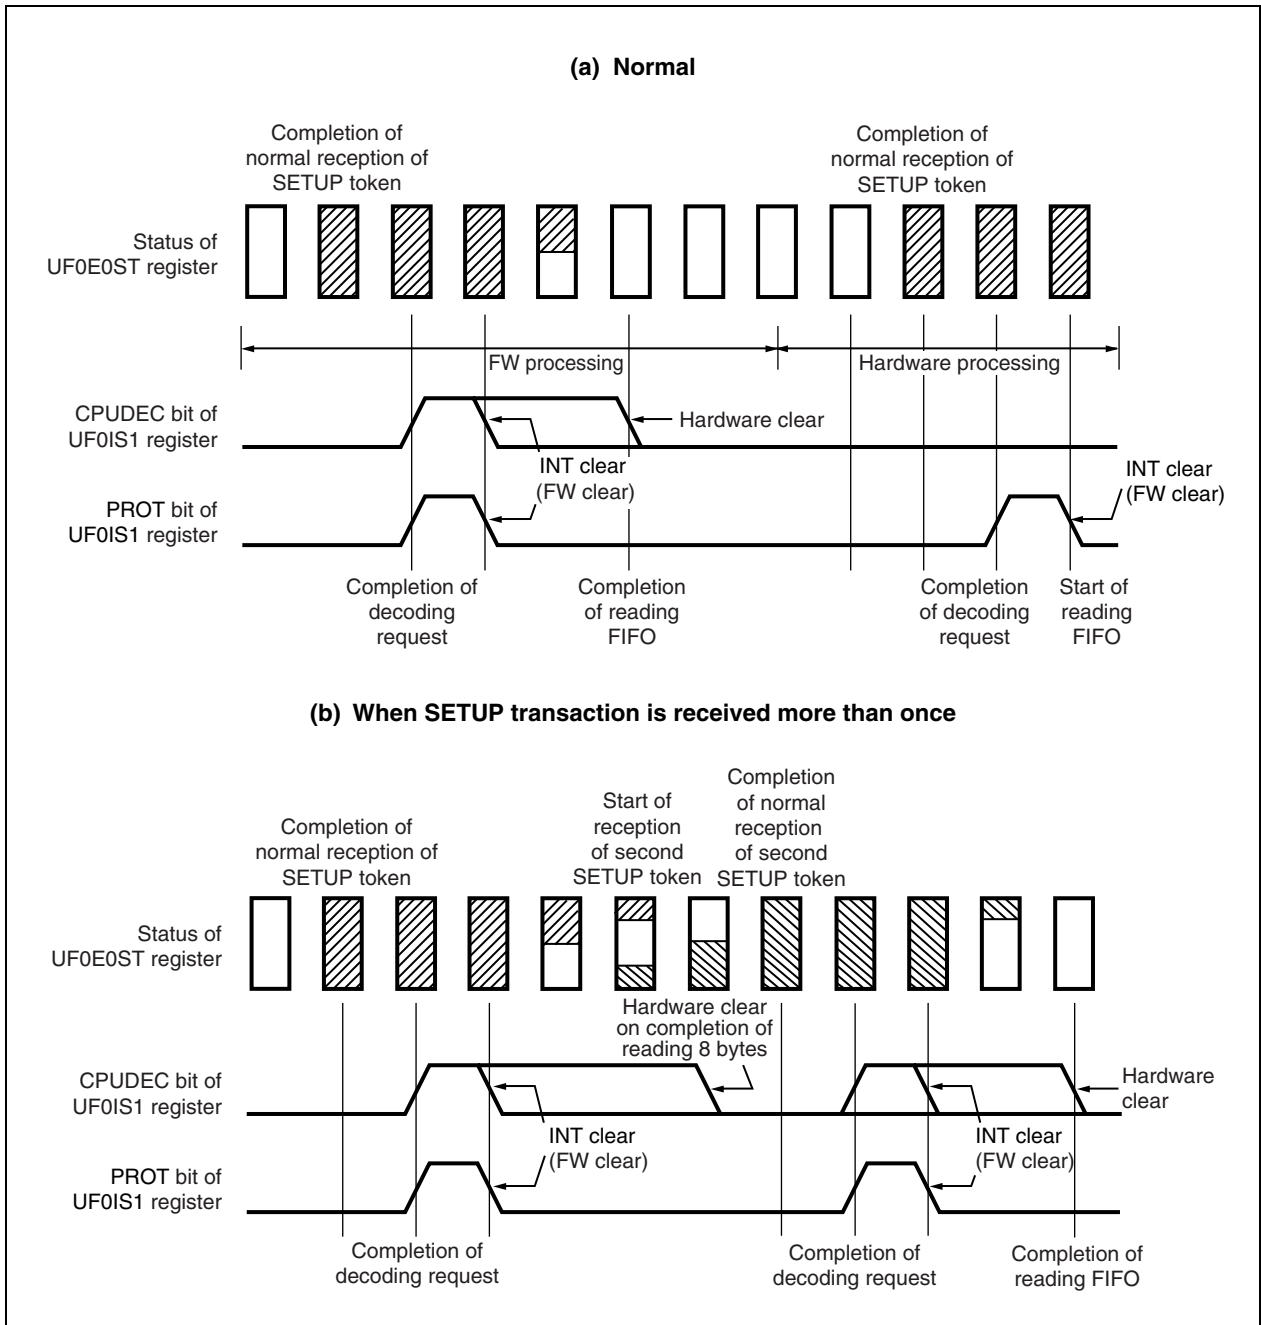 (a) Normal
Completion of
normal reception of
SETUP token
Completion of
normal reception of
SETUP token
Status of
UF0E0ST register
FW processing
Hardware processing
CPUDEC bit of
UF0IS1 register
Hardware clear
INT clear
(FW clear)
INT clear
(FW clear)
PROT bit of
UF0IS1 register
Completion of
decoding
request
Completion
of reading
FIFO
Completion
of decoding
request
Start of
reading
FIFO
(b) When SETUP transaction is received more than once
Completion of
normal reception of
SETUP token
Start of
reception
of second
SETUP token
Completion
of normal
reception
of second
SETUP token
Status of
UF0E0ST register
Hardware clear
on completion of
reading 8 bytes
CPUDEC bit of
UF0IS1 register
Hardware
clear
INT clear
(FW clear)
INT clear
(FW clear)
PROT bit of
UF0IS1 register
Completion of
decoding request
Completion of
decoding request
Completion of
reading FIFO